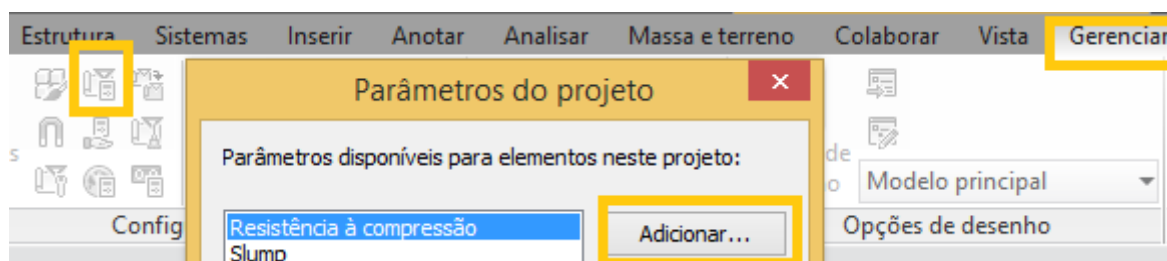 Estrutura Sistemas Inserir Anotar Analisar Massa e terreno Colaborar Vista Gerenciar
Parâmetros do projeto
Parâmetros disponíveis para elementos neste projeto:
s
de
o
Modelo principal
Config
Resistência à compressão
Adicionar...
Opções de desenho
Slump